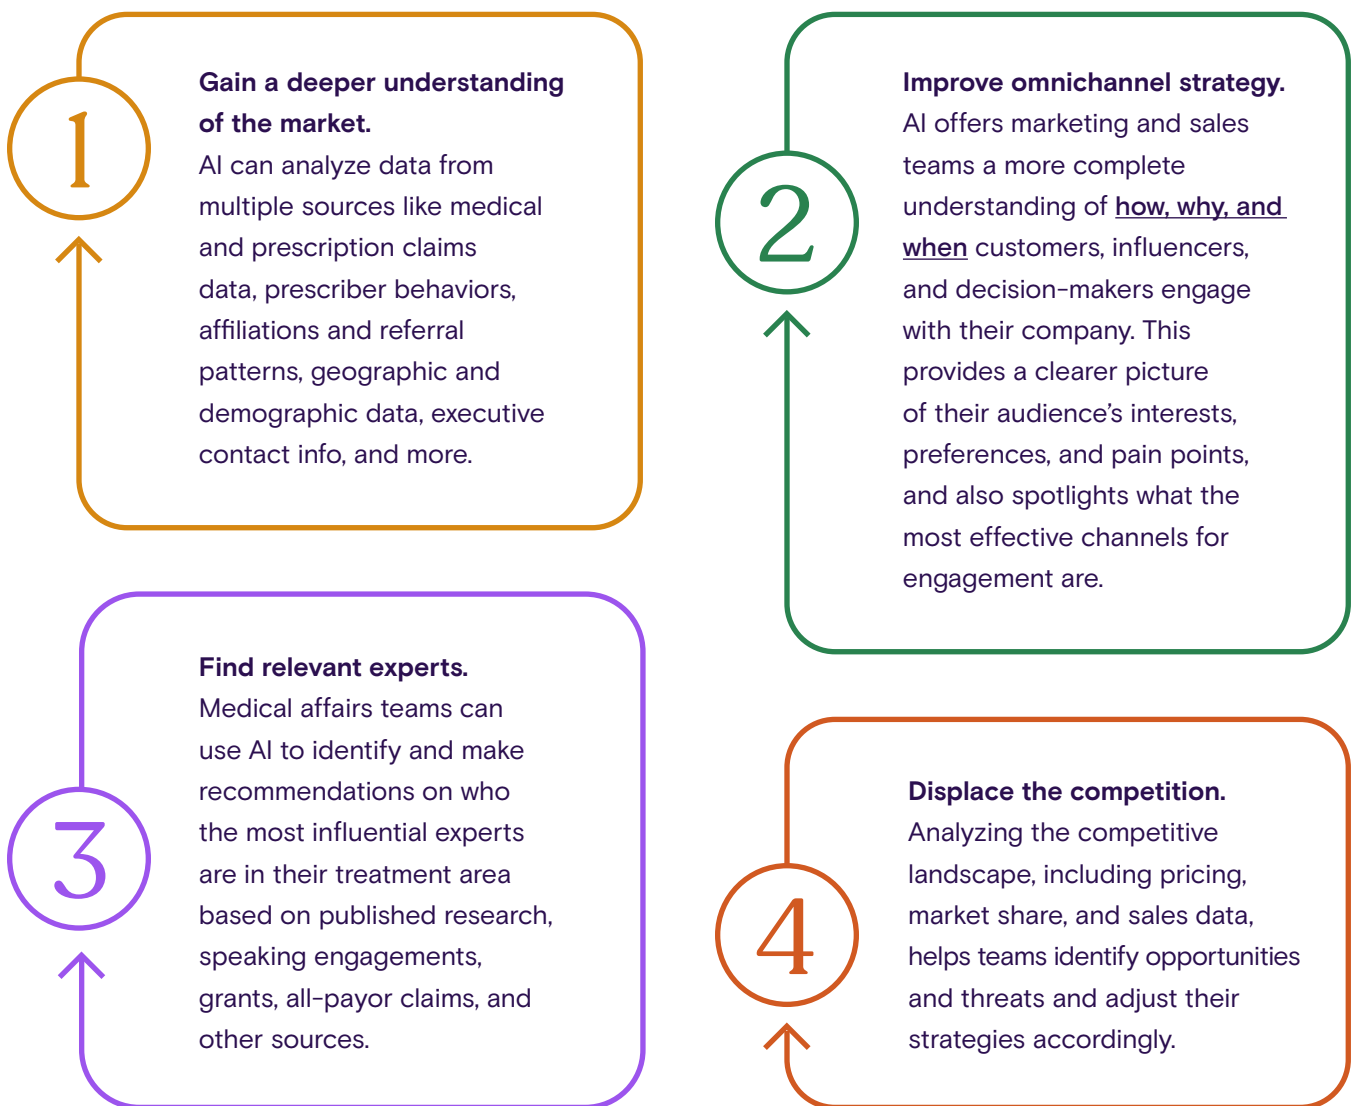 1
Gain a deeper understanding
of the market.
AI can analyze data from
multiple sources like medical
and prescription claims
data, prescriber behaviors,
affiliations and referral
patterns, geographic and
demographic data, executive
contact info, and more.
2
Improve omnichannel strategy.
AI offers marketing and sales
teams a more complete
understanding of how, why, and
when customers, influencers,
and decision-makers engage
with their company. This
provides a clearer picture
of their audience’s interests,
preferences, and pain points,
and also spotlights what the
most effective channels for
engagement are.
3
Find relevant experts.
Medical affairs teams can
use AI to identify and make
recommendations on who
the most influential experts
are in their treatment area
based on published research,
speaking engagements,
grants, all-payor claims, and
other sources.
4
Displace the competition.
Analyzing the competitive
landscape, including pricing,
market share, and sales data,
helps teams identify opportunities
and threats and adjust their
strategies accordingly.